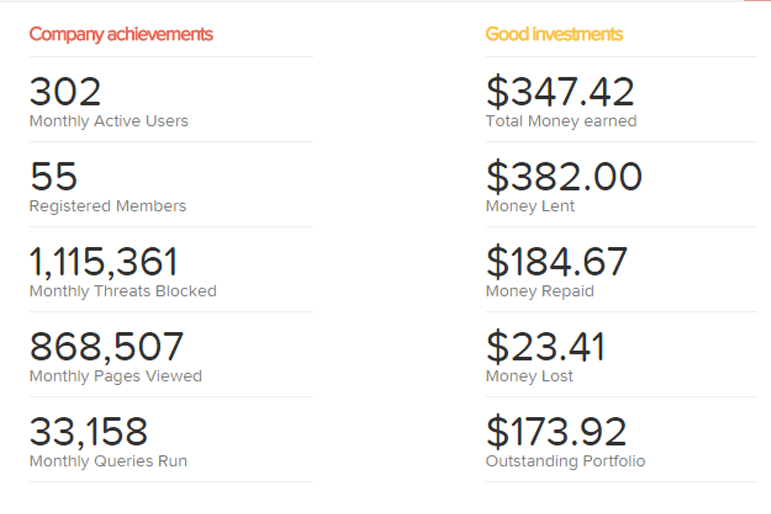 Company achievements
302
Monthly Active Users
55
Registered Members
1,115,361
Monthly Threats Blocked
868,507
Monthly Pages Viewed
33,158
Monthly Queries Run
Good investments
$347.42
Total Money earned
$382.00
Money Lent
$184.67
Money Repaid
$23.41
Money Lost
$173.92
Outstanding Portfolio